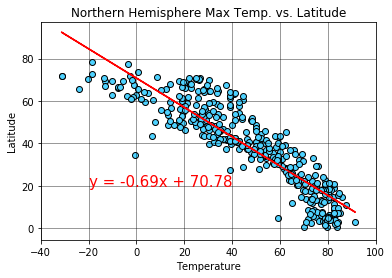 Northern Hemisphere Max Temp. vs. Latitude
80
60
40
20
0
Latitude
y = -0.69x + 70.78
−40 −20 0 20 40 60 80 100
Temperature